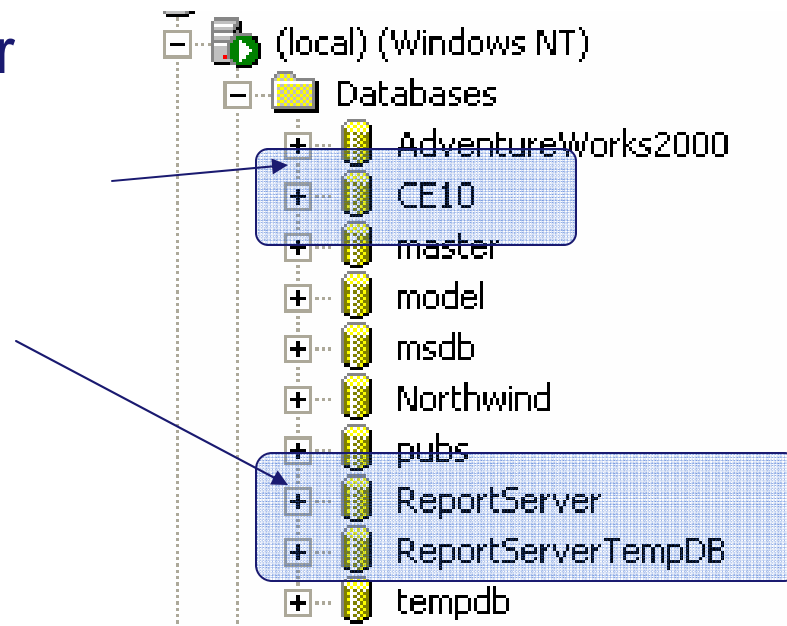 r
(local) (Windows NT)
Databases
AdventureWorks2000
CE10
master
model
msdb
Northwind
pubs
ReportServer
ReportServerTempDB
tempdb